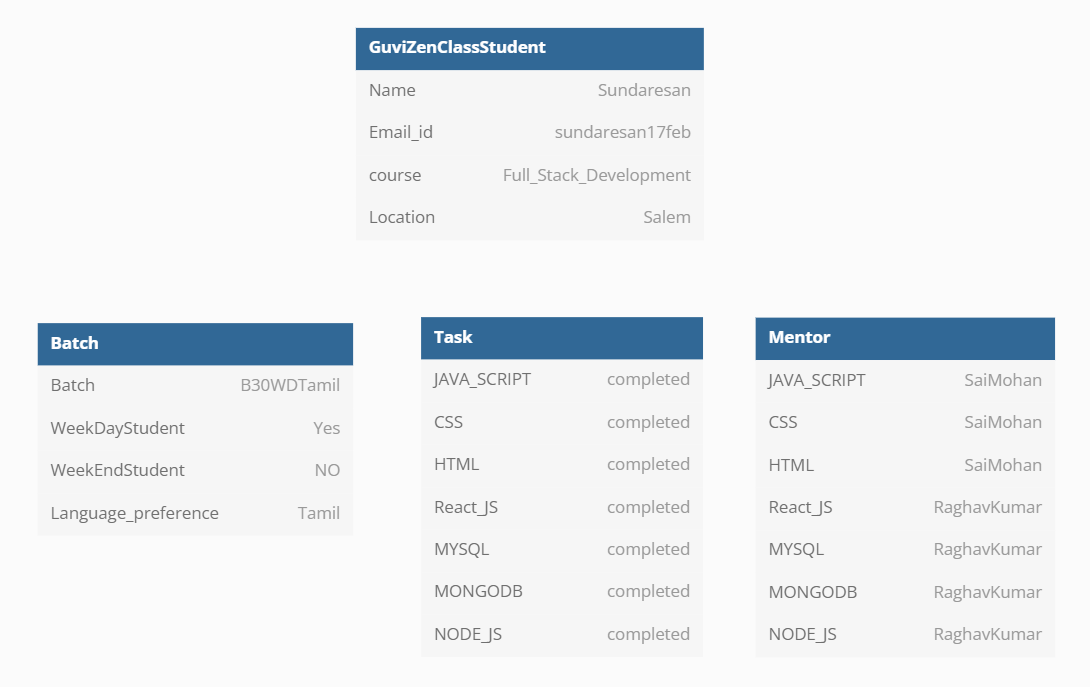 GuviZenClassStudent
Name Sundaresan
Email_id sundaresan17feb
course Full_Stack_Development
Location Salem
Batch
Batch B30WDTamil
WeekDayStudent Yes
WeekEndStudent NO
Language_preference Tamil
Task
JAVA_SCRIPT completed
CSS completed
HTML completed
React_JS completed
MYSQL completed
MONGODB completed
NODE_JS completed
Mentor
JAVA_SCRIPT SaiMohan
CSS SaiMohan
HTML SaiMohan
React_JS RaghavKumar
MYSQL RaghavKumar
MONGODB RaghavKumar
NODE_JS RaghavKumar